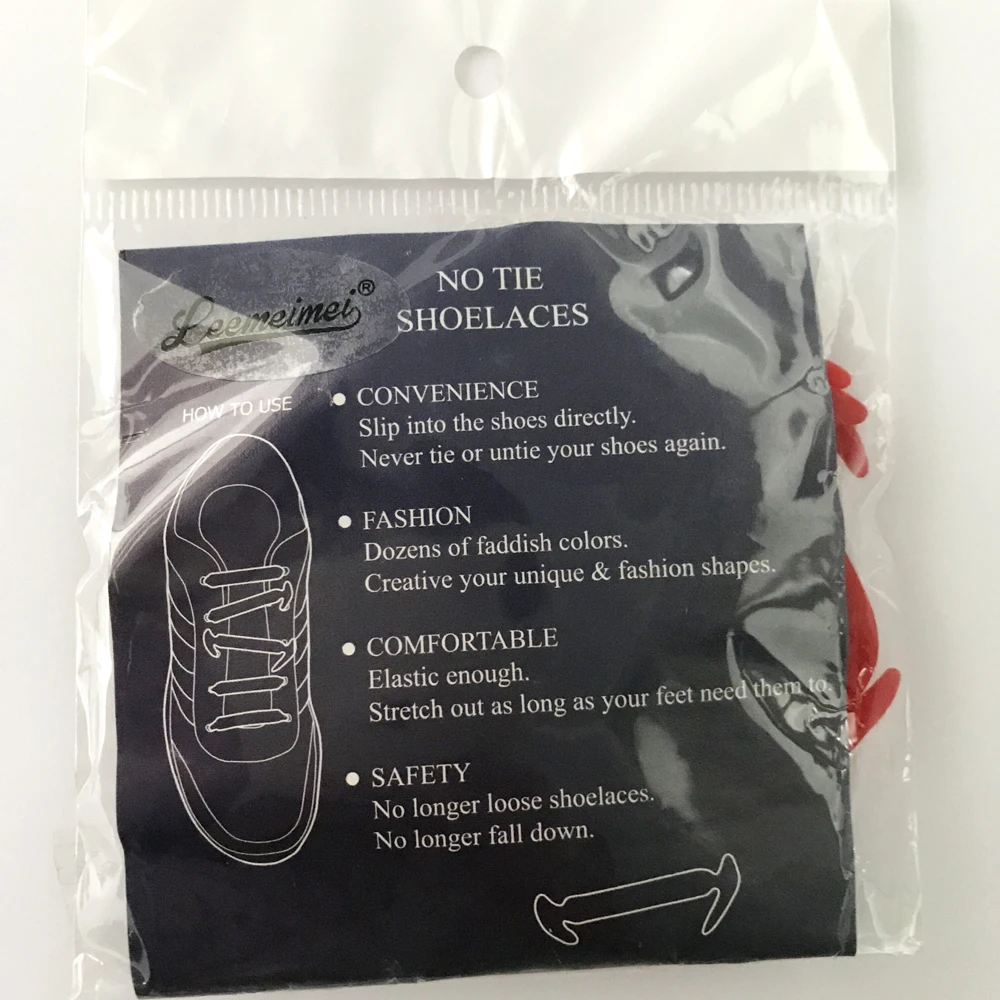 Leemeimei®
NO TIE
SHOELACES
HOW TO USE
● CONVENIENCE
Slip into the shoes directly.
Never tie or untie your shoes again.
● FASHION
Dozens of faddish colors.
Creative your unique & fashion shapes.
● COMFORTABLE
Elastic enough.
Stretch out as long as your feet need them to.
● SAFETY
No longer loose shoelaces.
No longer fall down.